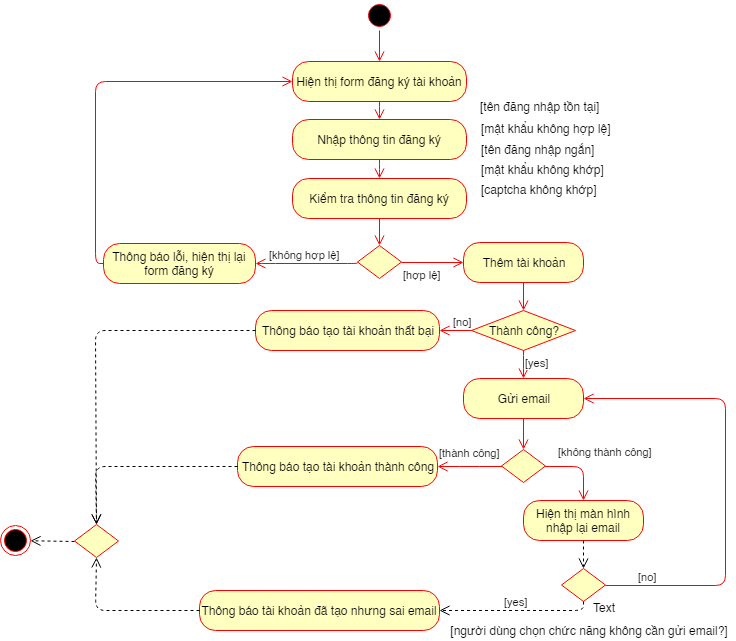 Hiện thị form đăng ký tài khoản
[tên đăng nhập tồn tại]
[mật khẩu không hợp lệ]
Nhập thông tin đăng ký
[tên đăng nhập ngắn]
[mật khẩu không khớp]
[captcha không khớp]
Kiểm tra thông tin đăng ký
Thông báo lỗi, hiện thị lại
form đăng ký
[không hợp lệ]
[hợp lệ]
Thêm tài khoản
Thông báo tạo tài khoản thất bại
[no]
Thành công?
[yes]
Gửi email
[thành công]
[không thành công]
Thông báo tạo tài khoản thành công
Hiện thị màn hình
nhập lại email
[no]
[yes]
Text
Thông báo tài khoản đã tạo nhưng sai email
[người dùng chọn chức năng không cần gửi email?]